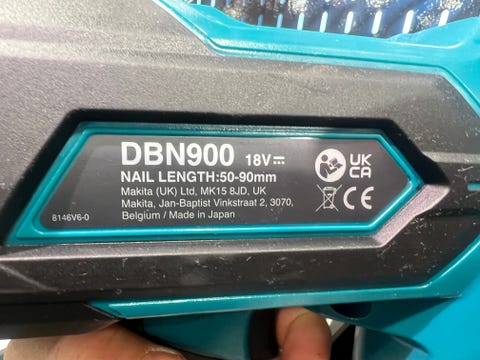 DBN900 18V
NAIL LENGTH:50-90mm
Makita (UK) Ltd, MK15 8JD, UK
Makita, Jan-Baptist Vinkstraat 2, 3070,
Belgium / Made in Japan
8146V6-0
UK
CA
CE